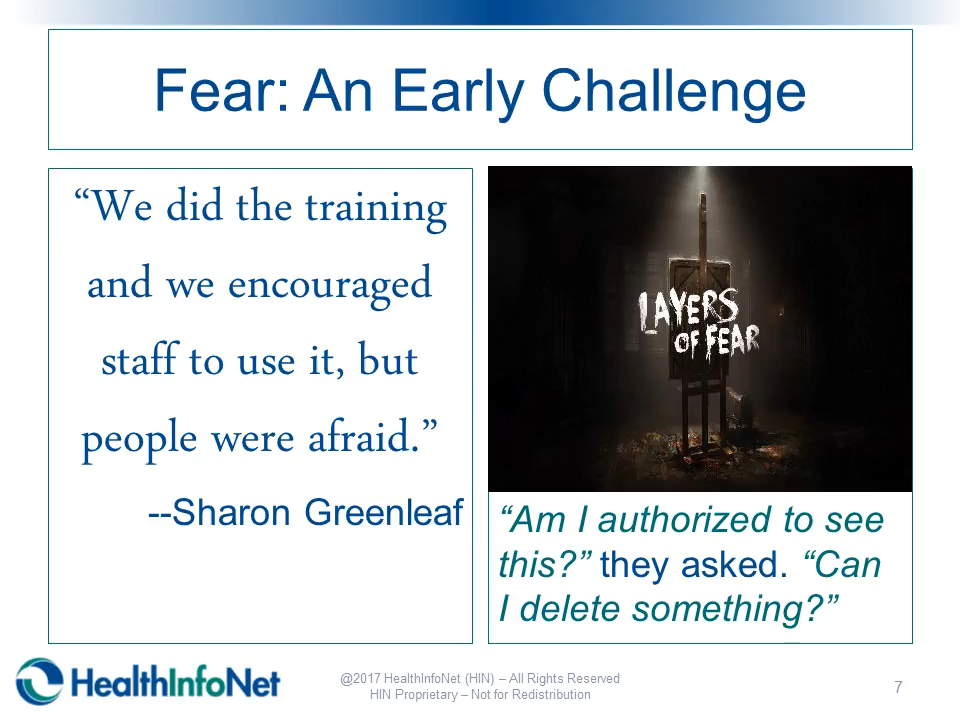 Fear: An Early Challenge
“We did the training
and we encouraged
staff to use it, but
people were afraid.”
--Sharon Greenleaf
LAYERS
OF FEAR
“Am I authorized to see
this?” they asked. “Can
I delete something?”
HealthInfoNet
@2017 HealthInfoNet (HIN) – All Rights Reserved
HIN Proprietary – Not for Redistribution
7